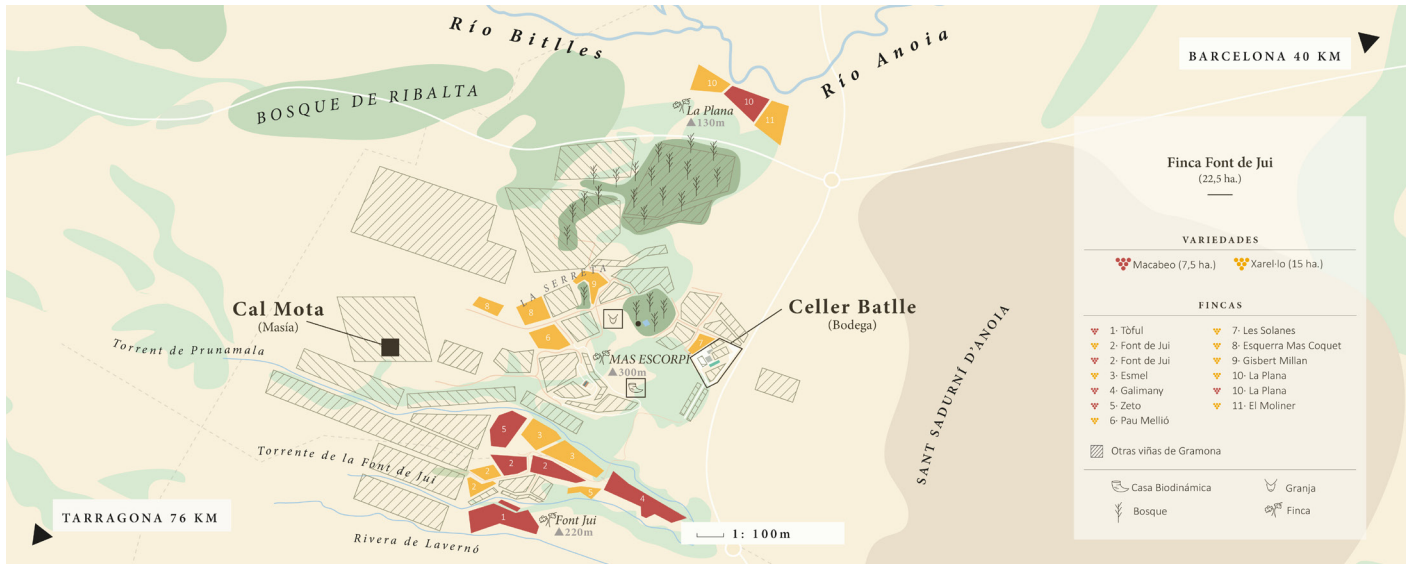 Río Bitlles
Río Anoia
BARCELONA 40 KM
BOSQUE DE RIBALTA
10
10
11
La Plana
130m
Finca Font de Jui
(22,5 ha.)
VARIEDADES
Macabeo (7,5 ha.)
Xarel·lo (15 ha.)
FINCAS
1· Tòful
2· Font de Jui
2· Font de Jui
3· Esmel
4· Galimany
5· Zeto
6· Pau Mellió
7· Les Solanes
8· Esquerra Mas Coquet
9· Gisbert Millan
10· La Plana
10· La Plana
11· El Moliner
Otras viñas de Gramona
Casa Biodinámica
Granja
Bosque
Finca
LA SERRETA
9
8
8
6
7
Cal Mota
(Masía)
Celler Batlle
(Bodega)
MAS ESCORPÍ
300m
Torrent de Prunamala
SANT SADURNÍ D'ANOIA
5
3
3
2
2
2
2
5
4
1
Torrente de la Font de Jui
Font Jui
220m
Rivera de Lavernó
TARRAGONA 76 KM
1: 100m